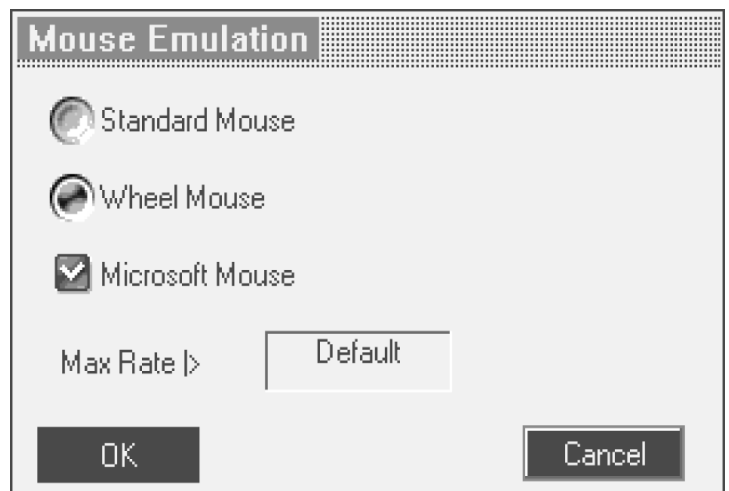 Mouse Emulation
Standard Mouse
Wheel Mouse
Microsoft Mouse
Max Rate |> Default
OK Cancel